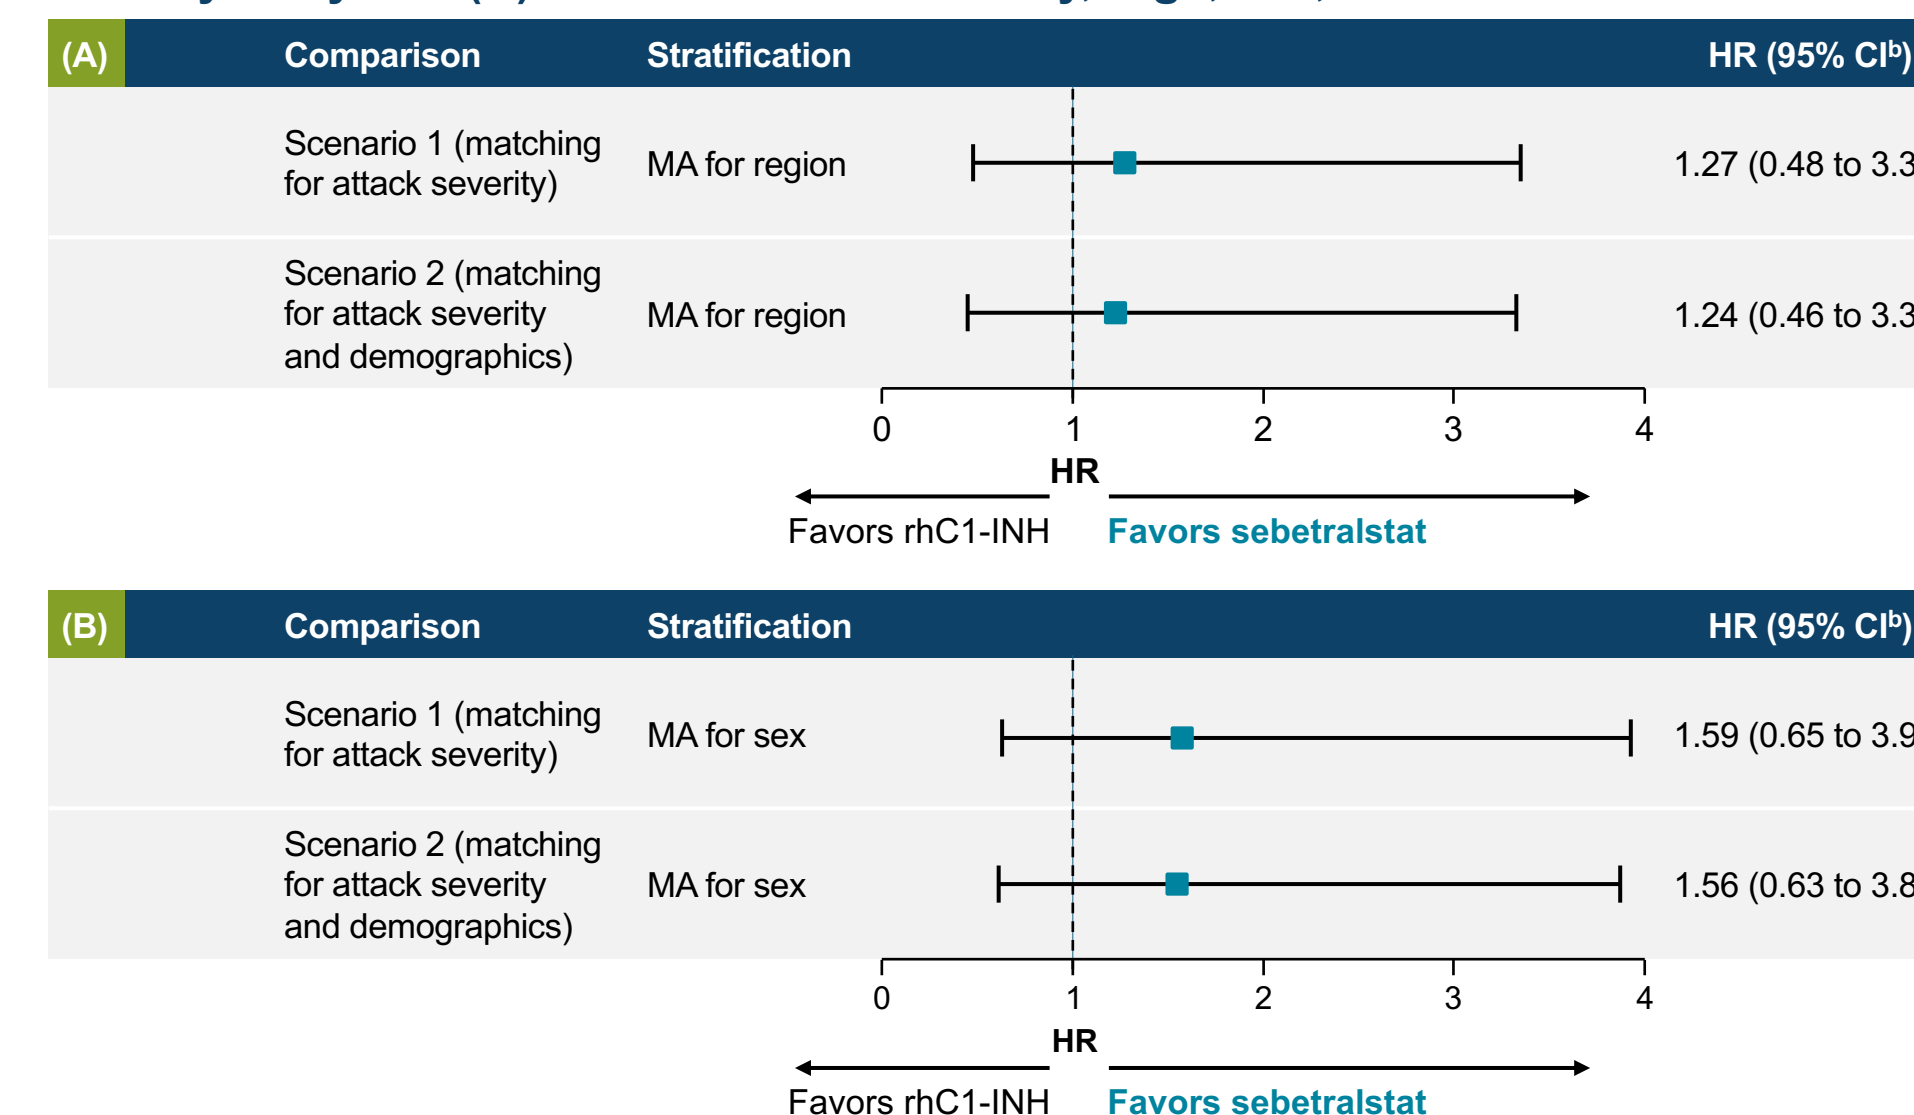 (A) Comparison Stratification HR (95% CIᵇ)
Scenario 1 (matching
for attack severity)
MA for region
1.27 (0.48 to 3.3
Scenario 2 (matching
for attack severity
and demographics)
MA for region
1.24 (0.46 to 3.3
0 1 2 3 4
HR
Favors rhC1-INH Favors sebetralstat
(B) Comparison Stratification HR (95% CIᵇ)
Scenario 1 (matching
for attack severity)
MA for sex
1.59 (0.65 to 3.9
Scenario 2 (matching
for attack severity
and demographics)
MA for sex
1.56 (0.63 to 3.8
0 1 2 3 4
HR
Favors rhC1-INH Favors sebetralstat